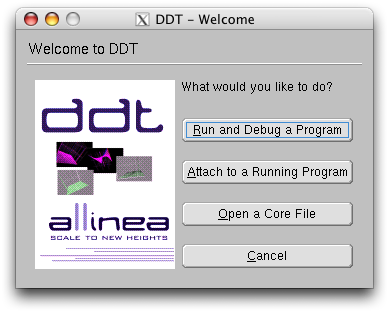 DDT - Welcome
Welcome to DDT
What would you like to do?
ddt
Run and Debug a Program
Attach to a Running Program
allinea
SCALE TO NEW HEIGHTS
Open a Core File
Cancel